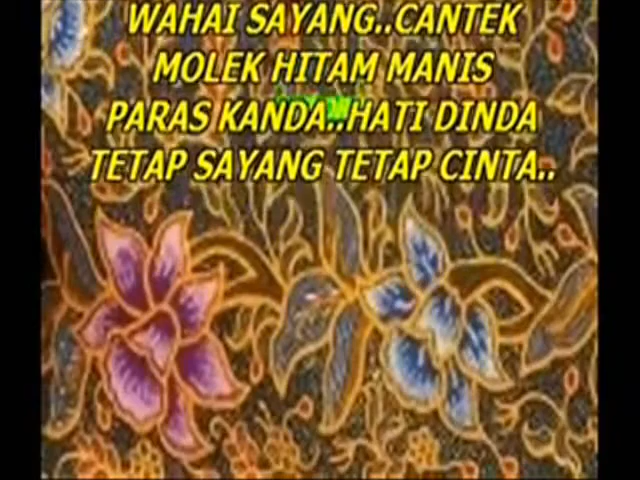 WAHAI SAYANG..CANTEK
MOLEK HITAM MANIS
PARAS KANDA..HATI DINDA
TETAP SAYANG TETAP CINTA..